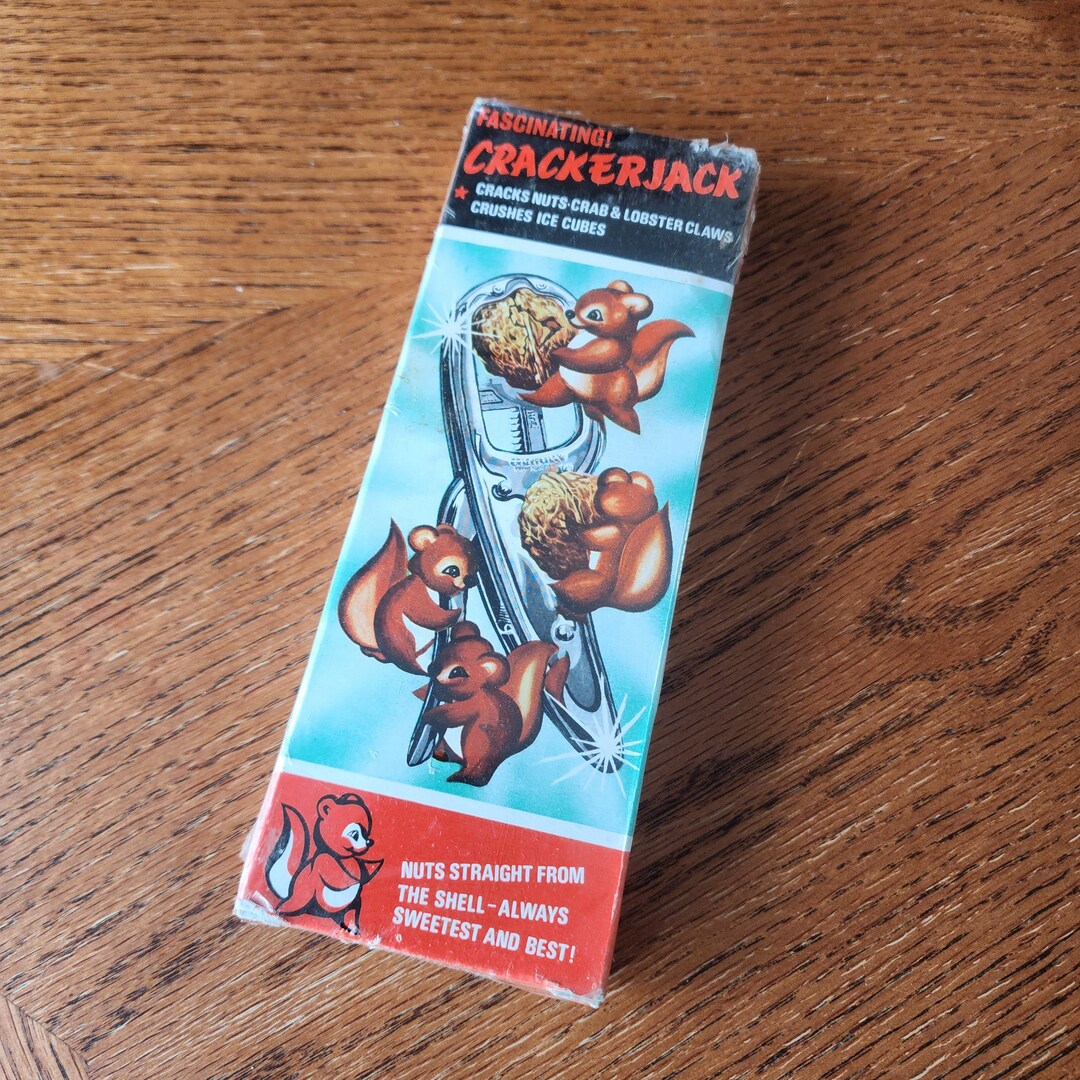 FASCINATING!
CRACKERJACK
★ CRACKS NUTS·CRAB & LOBSTER CLAWS
CRUSHES ICE CUBES
NUTS STRAIGHT FROM
THE SHELL – ALWAYS
SWEETEST AND BEST!